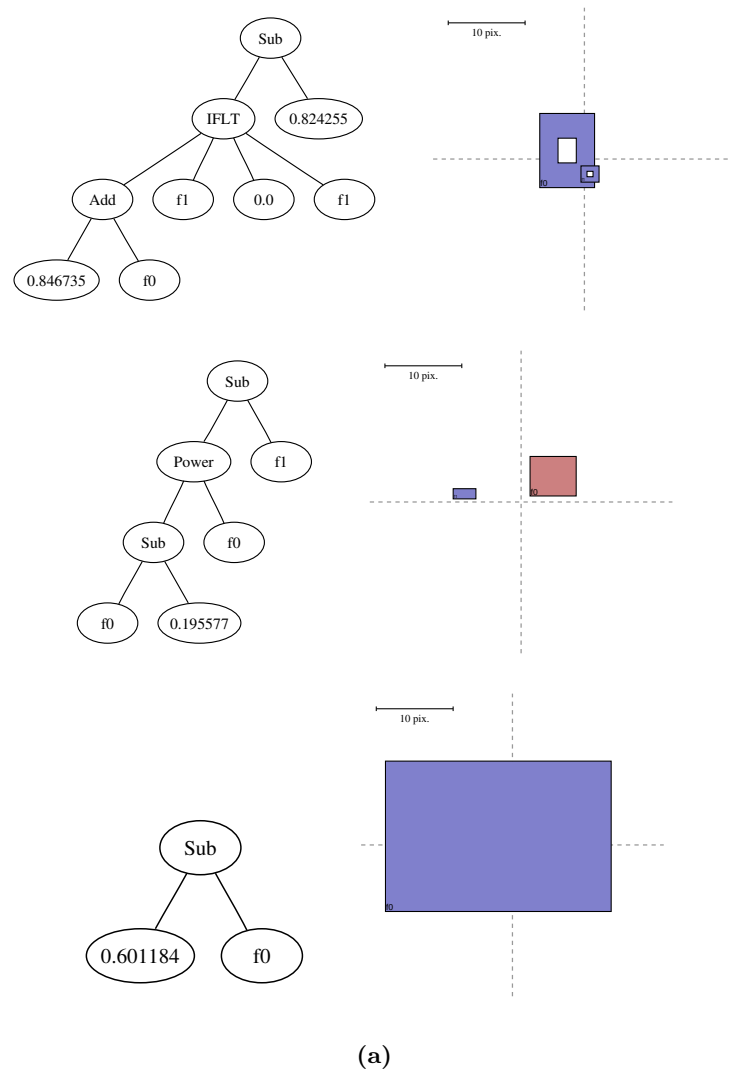 Sub
10 pix.
IFLT
0.824255
Add
f1
0.0
f1
f0
0.846735
f0
Sub
10 pix.
Power
f1
f0
Sub
f0
f0
0.195577
10 pix.
Sub
f0
0.601184
f0
(a)